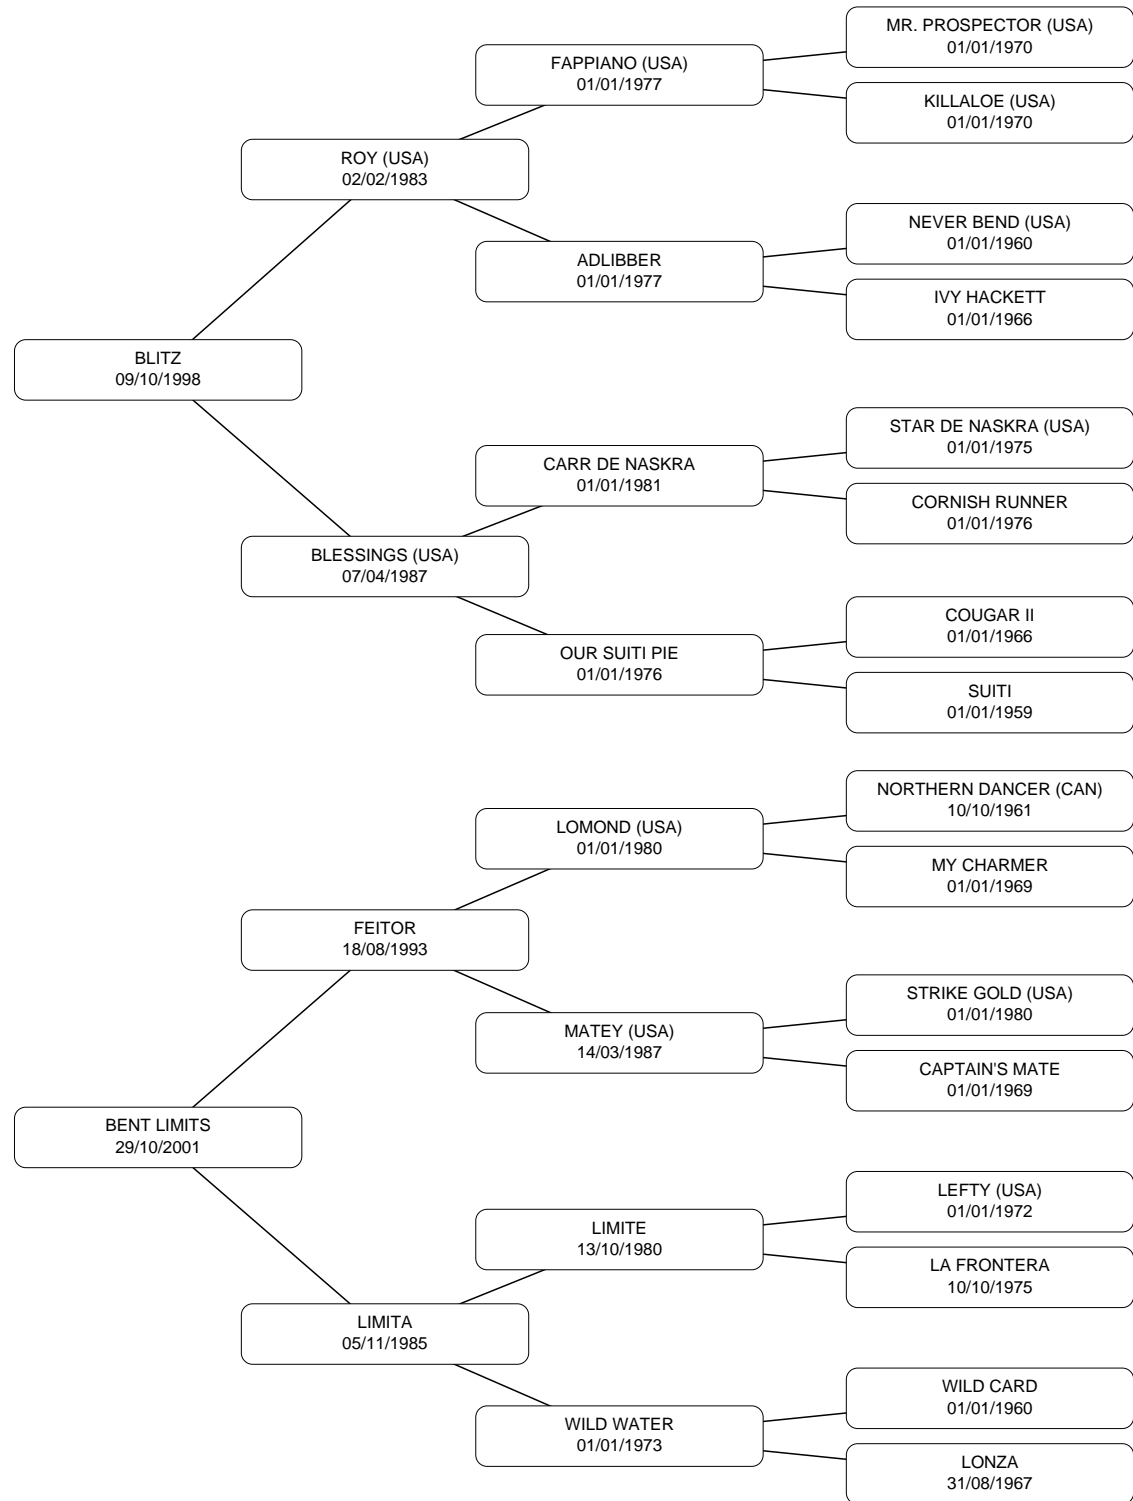 MR. PROSPECTOR (USA)
01/01/1970
FAPPIANO (USA)
01/01/1977
KILLALOE (USA)
01/01/1970
ROY (USA)
02/02/1983
NEVER BEND (USA)
01/01/1960
ADLIBBER
01/01/1977
IVY HACKETT
01/01/1966
BLITZ
09/10/1998
STAR DE NASKRA (USA)
01/01/1975
CARR DE NASKRA
01/01/1981
CORNISH RUNNER
01/01/1976
BLESSINGS (USA)
07/04/1987
COUGAR II
01/01/1966
OUR SUITI PIE
01/01/1976
SUITI
01/01/1959
NORTHERN DANCER (CAN)
10/10/1961
LOMOND (USA)
01/01/1980
MY CHARMER
01/01/1969
FEITOR
18/08/1993
STRIKE GOLD (USA)
01/01/1980
MATEY (USA)
14/03/1987
CAPTAIN'S MATE
01/01/1969
BENT LIMITS
29/10/2001
LEFTY (USA)
01/01/1972
LIMITE
13/10/1980
LA FRONTERA
10/10/1975
LIMITA
05/11/1985
WILD CARD
01/01/1960
WILD WATER
01/01/1973
LONZA
31/08/1967